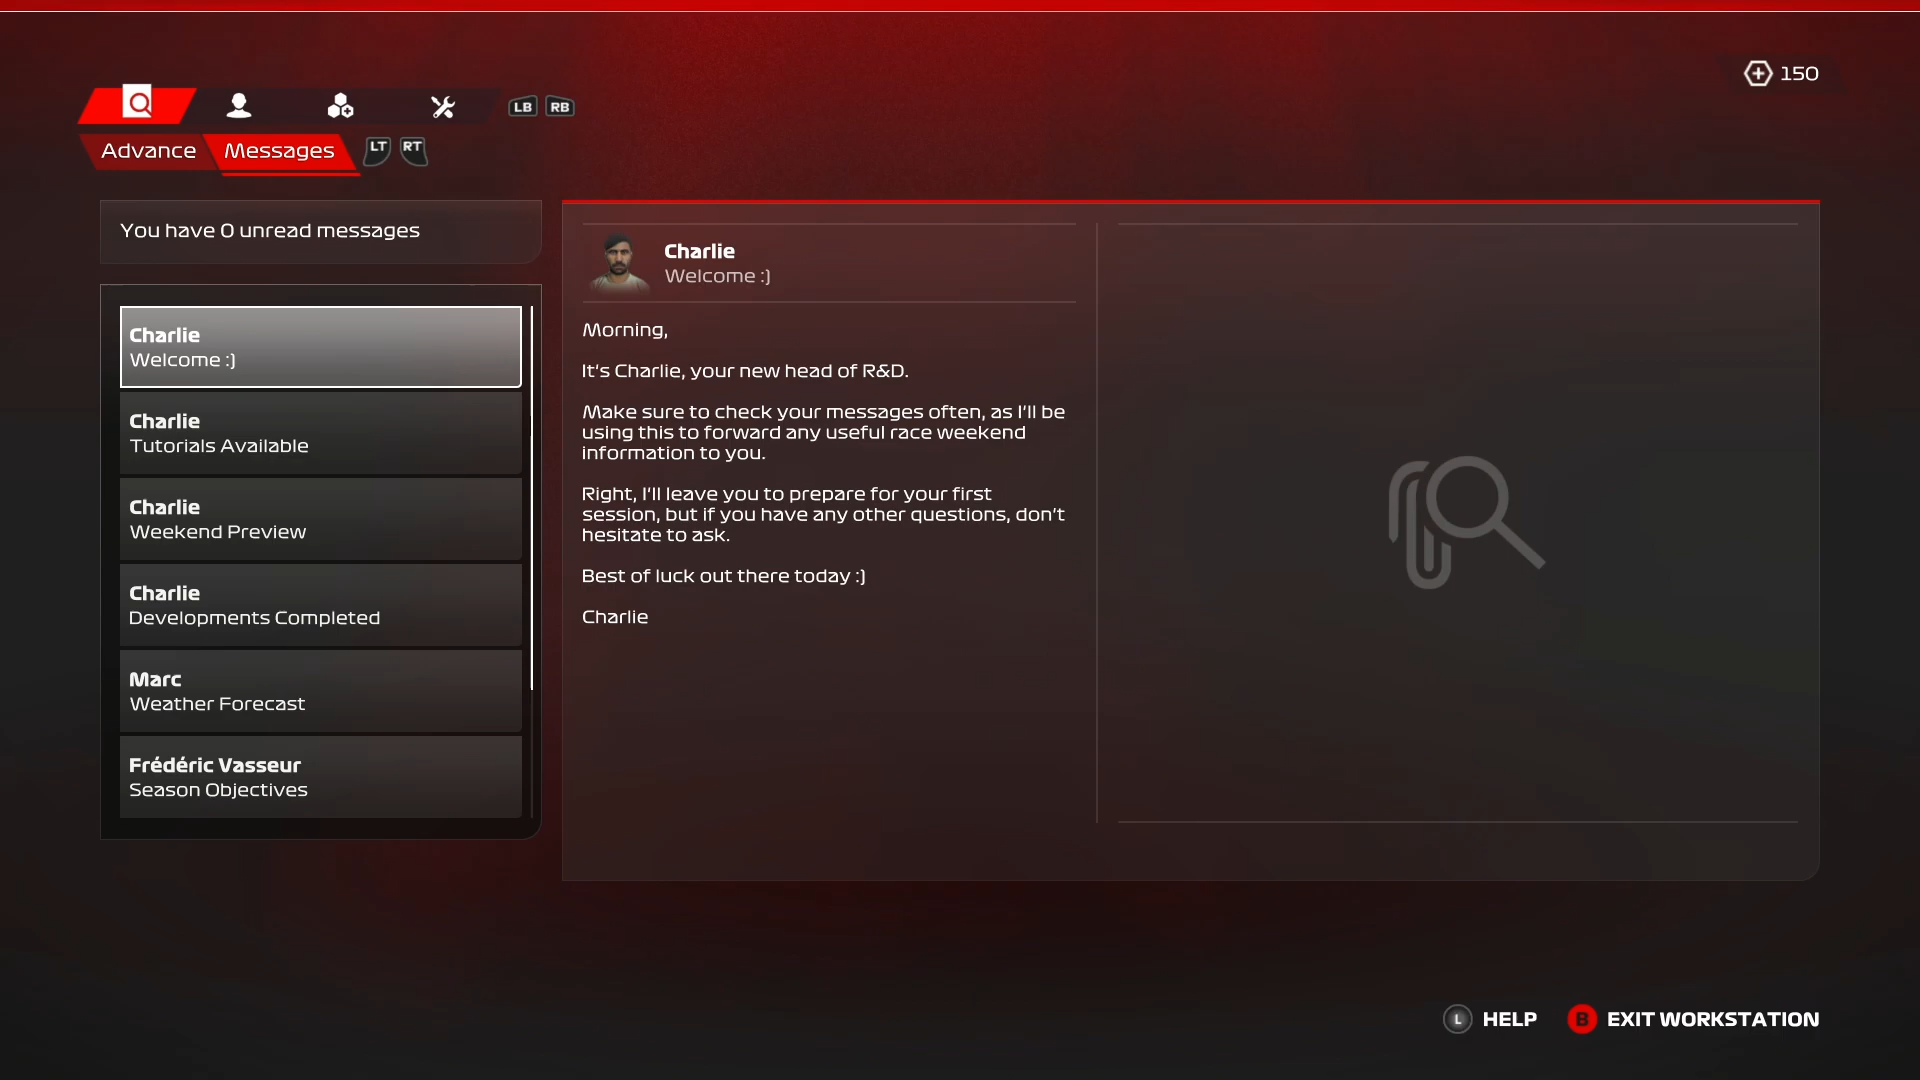 150
LB RB
Advance Messages LT RT
You have 0 unread messages
Charlie
Welcome :)
Charlie
Tutorials Available
Charlie
Weekend Preview
Charlie
Developments Completed
Marc
Weather Forecast
Frédéric Vasseur
Season Objectives
Charlie
Welcome :)
Morning,
It's Charlie, your new head of R&D.
Make sure to check your messages often, as I'll be
using this to forward any useful race weekend
information to you.
Right, I'll leave you to prepare for your first
session, but if you have any other questions, don't
hesitate to ask.
Best of luck out there today :)
Charlie
L HELP B EXIT WORKSTATION